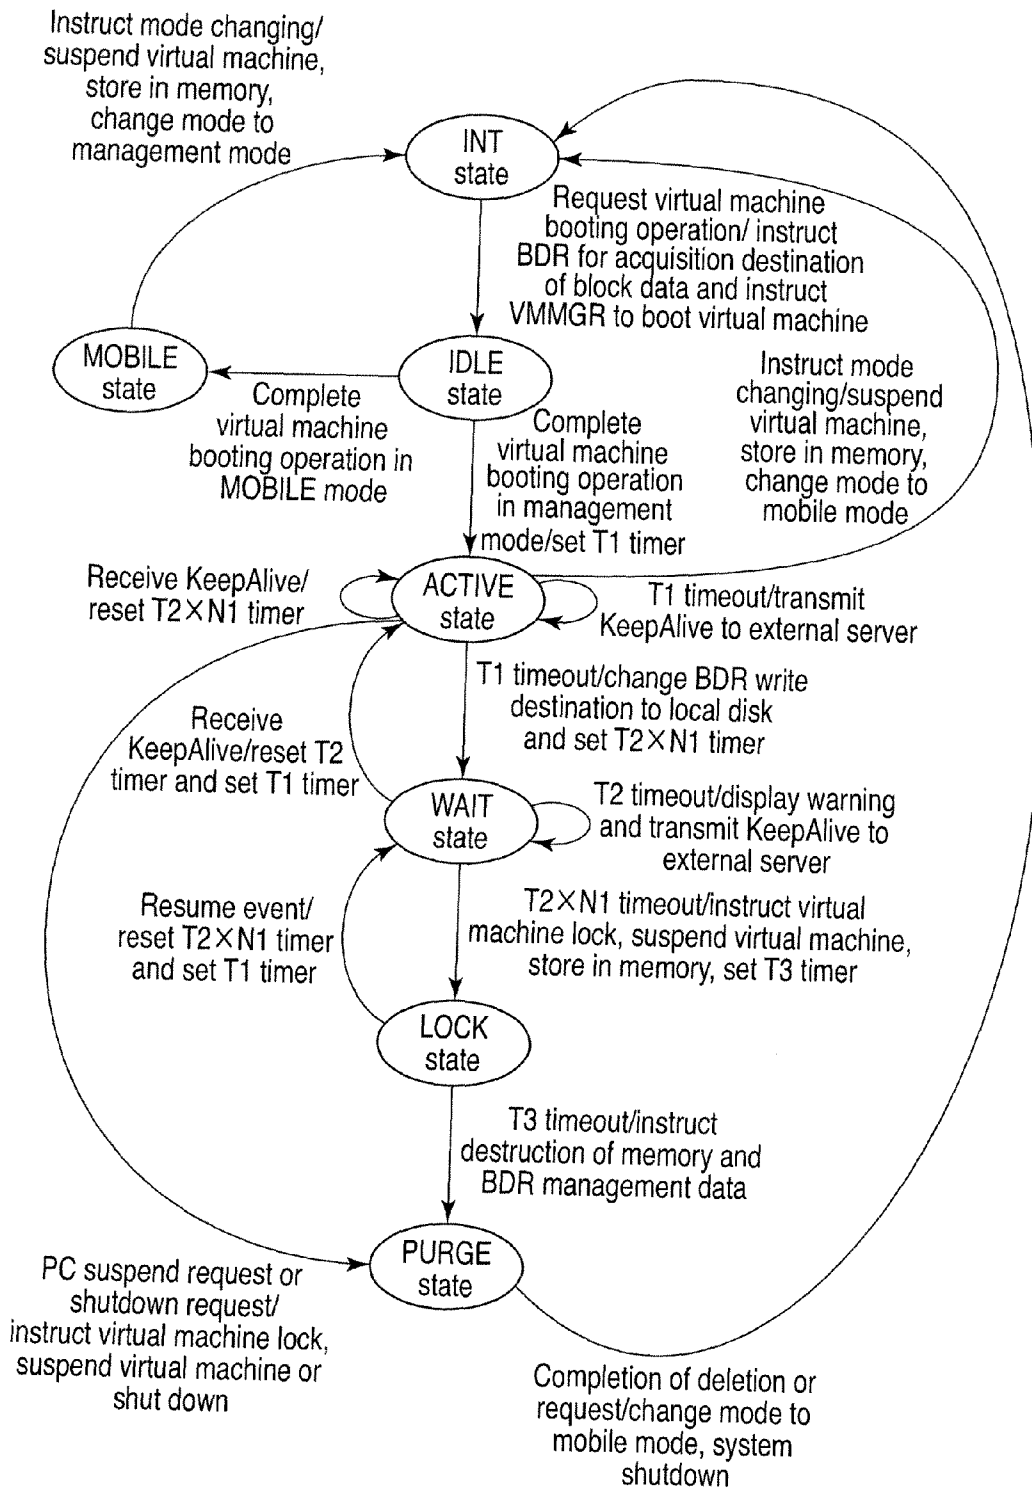 Instruct mode changing/
suspend virtual machine,
store in memory,
change mode to
management mode
INT
state
Request virtual machine
booting operation/ instruct
BDR for acquisition destination
of block data and instruct
VMMGR to boot virtual machine
MOBILE
state
IDLE
state
Complete
virtual machine
booting operation in
MOBILE mode
Complete
virtual machine
booting operation
in management
mode/set T1 timer
Instruct mode
changing/suspend
virtual machine,
store in memory,
change mode to
mobile mode
Receive KeepAlive/
reset T2×N1 timer
ACTIVE
state
T1 timeout/transmit
KeepAlive to external server
T1 timeout/change BDR write
destination to local disk
and set T2×N1 timer
Receive
KeepAlive/reset T2
timer and set T1 timer
WAIT
state
T2 timeout/display warning
and transmit KeepAlive to
external server
Resume event/
reset T2×N1 timer
and set T1 timer
T2×N1 timeout/instruct virtual
machine lock, suspend virtual machine,
store in memory, set T3 timer
LOCK
state
T3 timeout/instruct
destruction of memory and
BDR management data
PURGE
state
PC suspend request or
shutdown request/
instruct virtual machine lock,
suspend virtual machine or
shut down
Completion of deletion or
request/change mode to
mobile mode, system
shutdown